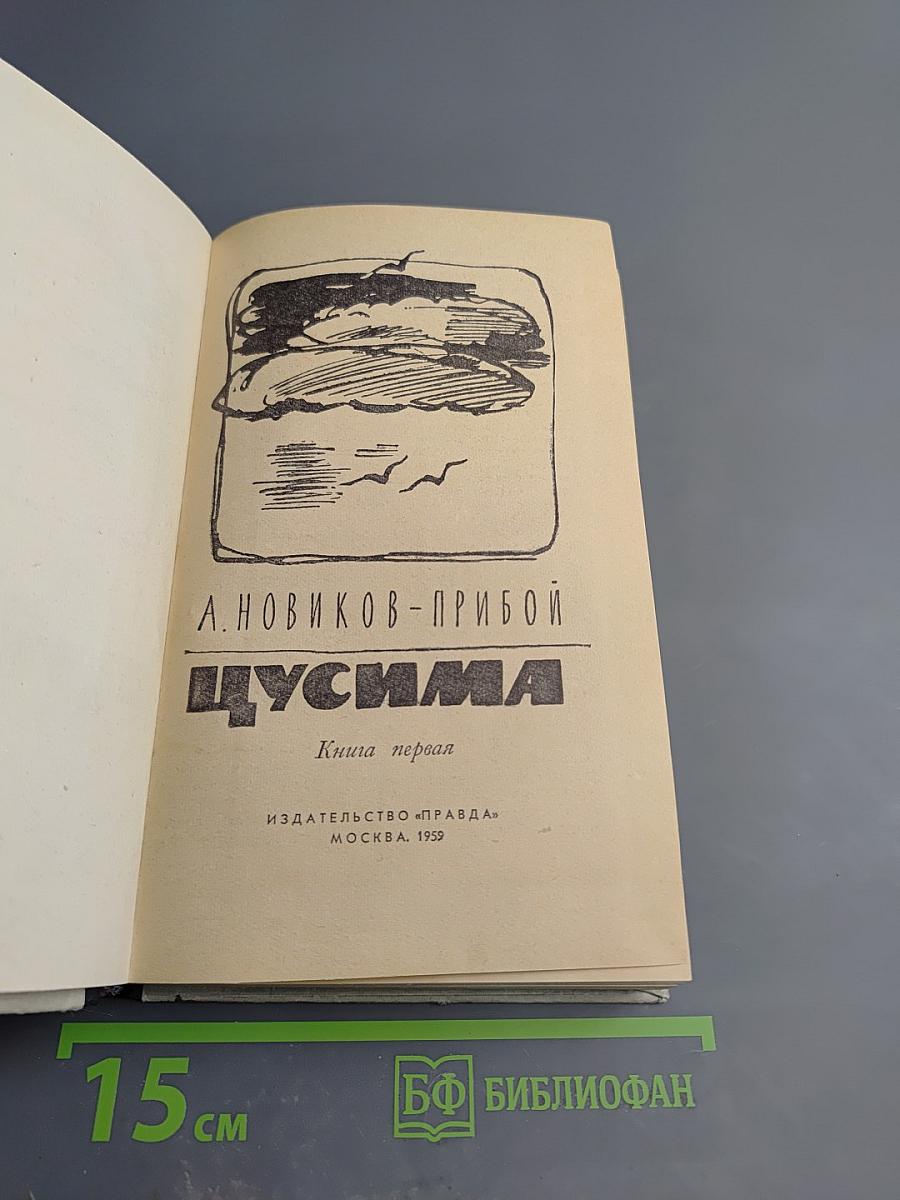 А. НОВИКОВ-ПРИБОЙ
ЦУСИМА
Книга первая
ИЗДАТЕЛЬСТВО «ПРАВДА»
МОСКВА. 1959
15 см
БФ БИБЛИОФАН